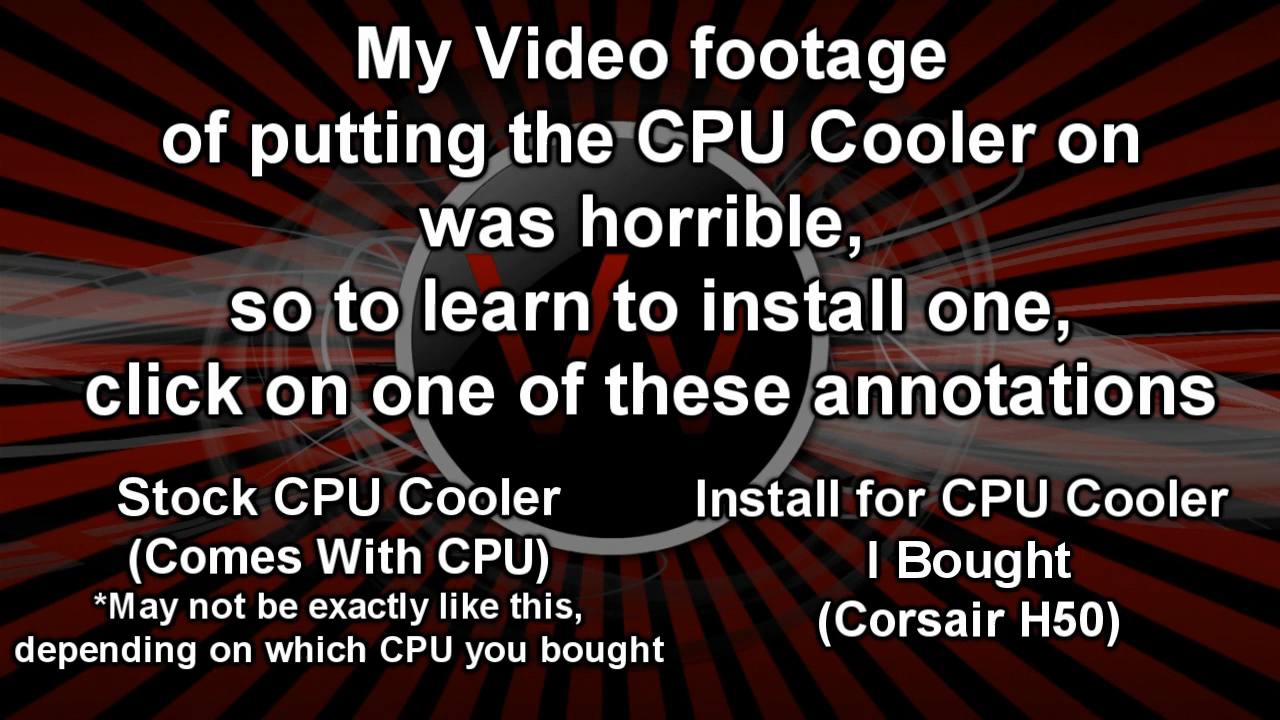 My Video footage
of putting the CPU Cooler on
was horrible,
so to learn to install one,
click on one of these annotations
Stock CPU Cooler
(Comes With CPU)
*May not be exactly like this,
depending on which CPU you bought
Install for CPU Cooler
I Bought
(Corsair H50)
Vv